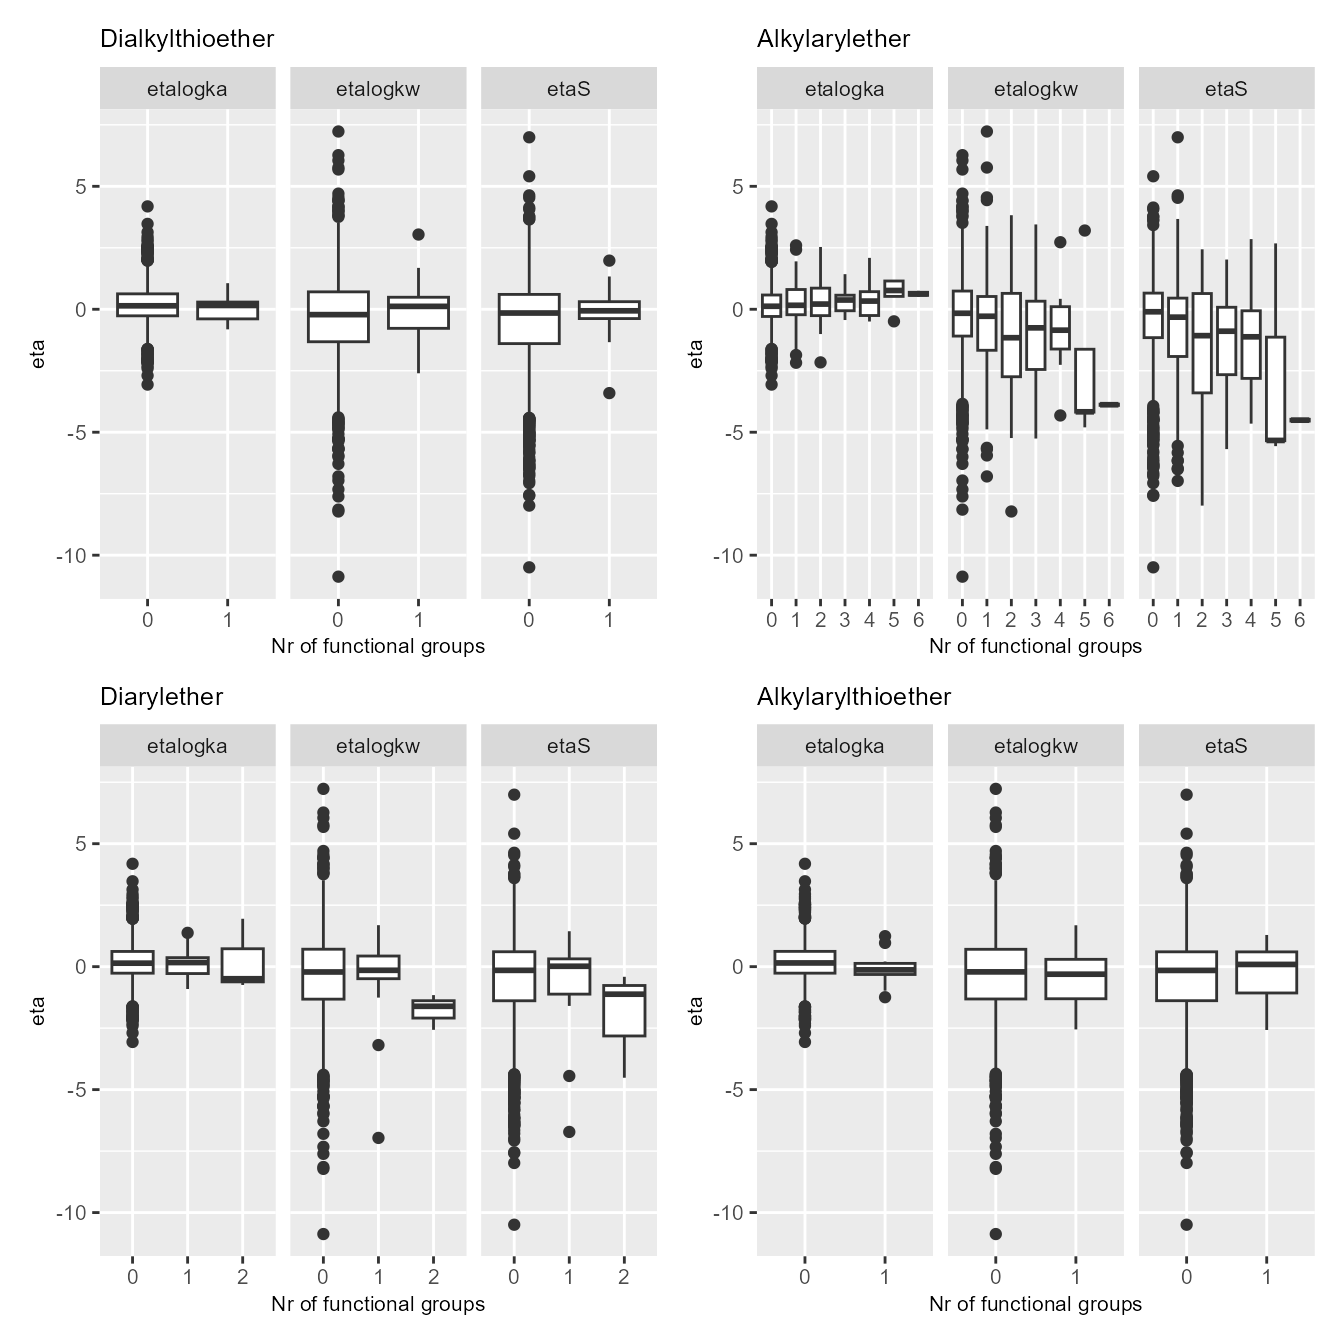 Dialkylthioether
Alkylarylether
etalogka etalogkw etaS
etalogka etalogkw etaS
eta
5
0
-5
-10
0 1 0 1 0 1
Nr of functional groups
eta
5
0
-5
-10
0 1 2 3 4 5 6 0 1 2 3 4 5 6 0 1 2 3 4 5 6
Nr of functional groups
Diarylether
Alkylarylthioether
etalogka etalogkw etaS
etalogka etalogkw etaS
eta
5
0
-5
-10
0 1 2 0 1 2 0 1 2
Nr of functional groups
eta
5
0
-5
-10
0 1 0 1 0 1
Nr of functional groups